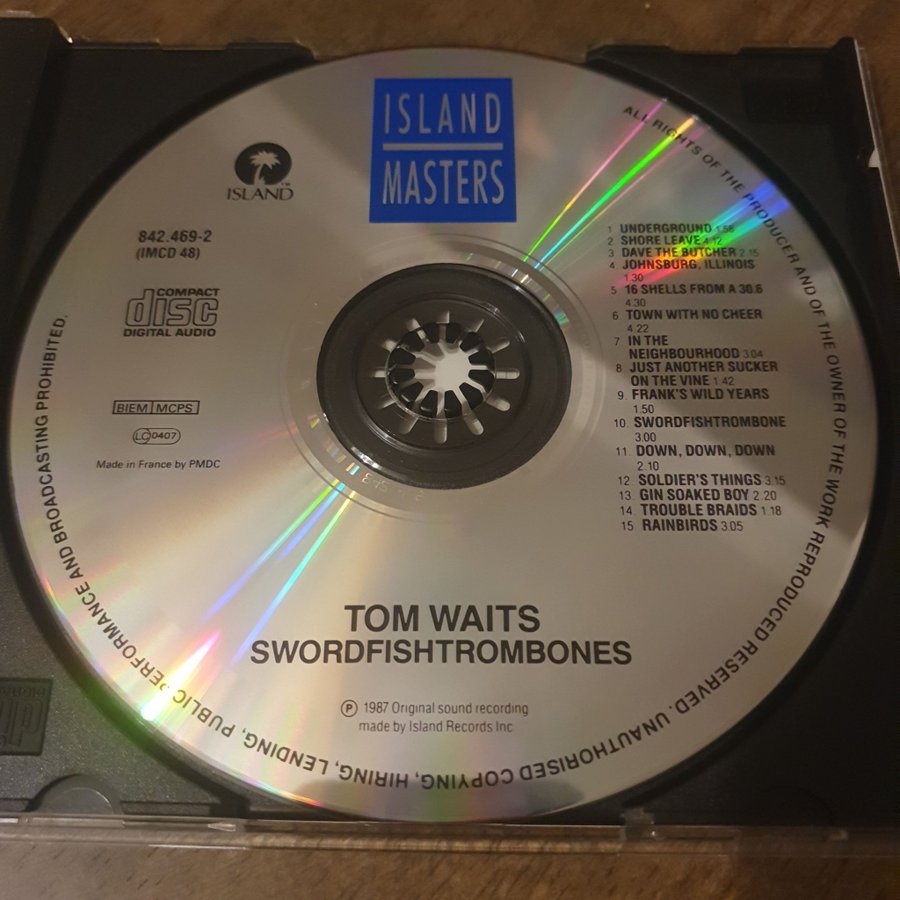 ISLAND
MASTERS
ISLAND™
842.469-2
(IMCD 48)
COMPACT
disc
DIGITAL AUDIO
BIEM MCPS
LC 0407
Made in France by PMDC
1 UNDERGROUND 1.58
2 SHORE LEAVE 4.12
3 DAVE THE BUTCHER 2.15
4 JOHNSBURG, ILLINOIS
1.30
5 16 SHELLS FROM A 30.6
4.30
6 TOWN WITH NO CHEER
4.22
7 IN THE
NEIGHBOURHOOD 3.04
8 JUST ANOTHER SUCKER
ON THE VINE 1.42
9. FRANK'S WILD YEARS
1.50
10. SWORDFISHTROMBONE
3.00
11. DOWN, DOWN, DOWN
2.10
12. SOLDIER'S THINGS 3.15
13. GIN SOAKED BOY 2.20
14. TROUBLE BRAIDS 1.18
15 RAINBIRDS 3.05
TOM WAITS
SWORDFISHTROMBONES
Ⓟ 1987 Original sound recording
made by Island Records Inc
ALL RIGHTS OF THE PRODUCER AND OF THE OWNER OF THE WORK REPRODUCED RESERVED. UNAUTHORISED COPYING, HIRING, LENDING, PUBLIC PERFORMANCE AND BROADCASTING PROHIBITED.